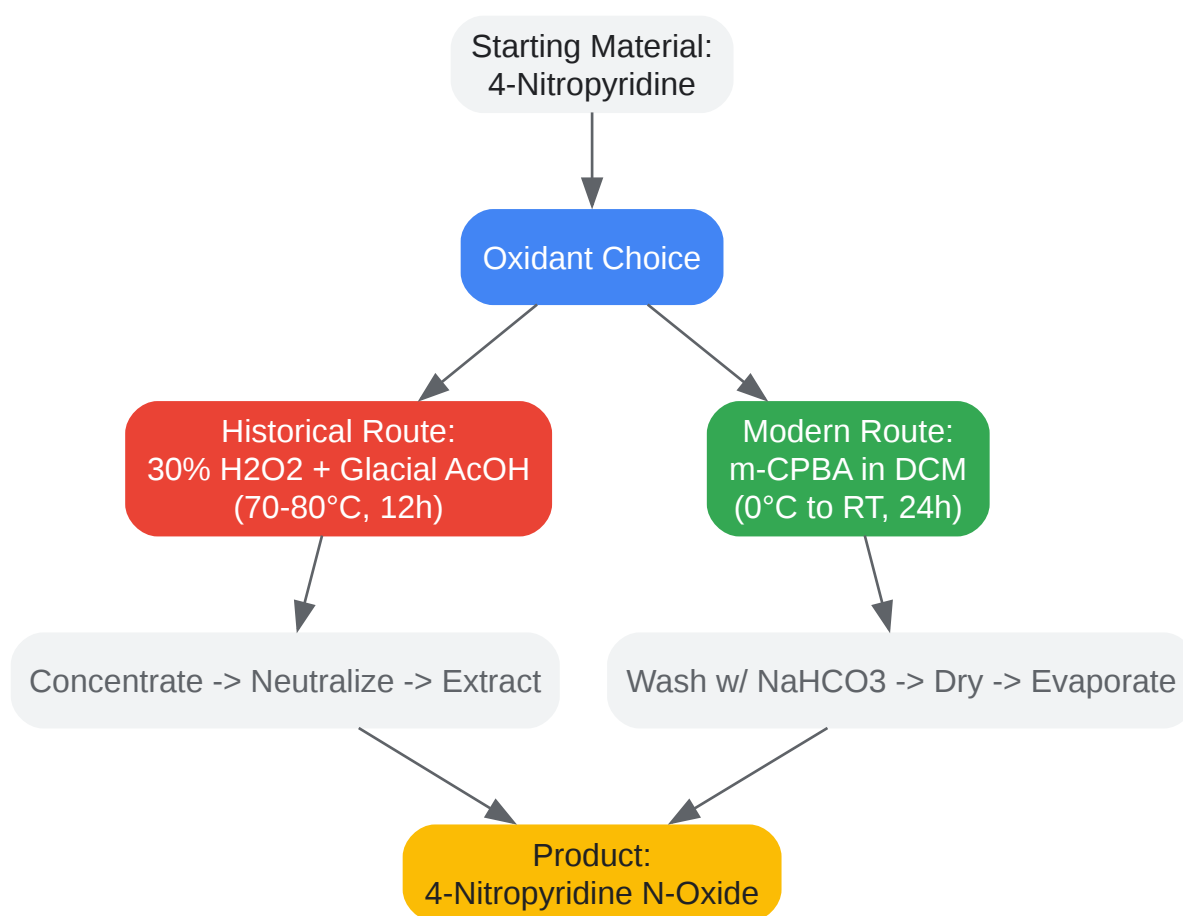 Starting Material:
4-Nitropyridine
Oxidant Choice
Historical Route:
30% H2O2 + Glacial AcOH
(70-80°C, 12h)
Modern Route:
m-CPBA in DCM
(0°C to RT, 24h)
Concentrate -> Neutralize -> Extract
Wash w/ NaHCO3 -> Dry -> Evaporate
Product:
4-Nitropyridine N-Oxide